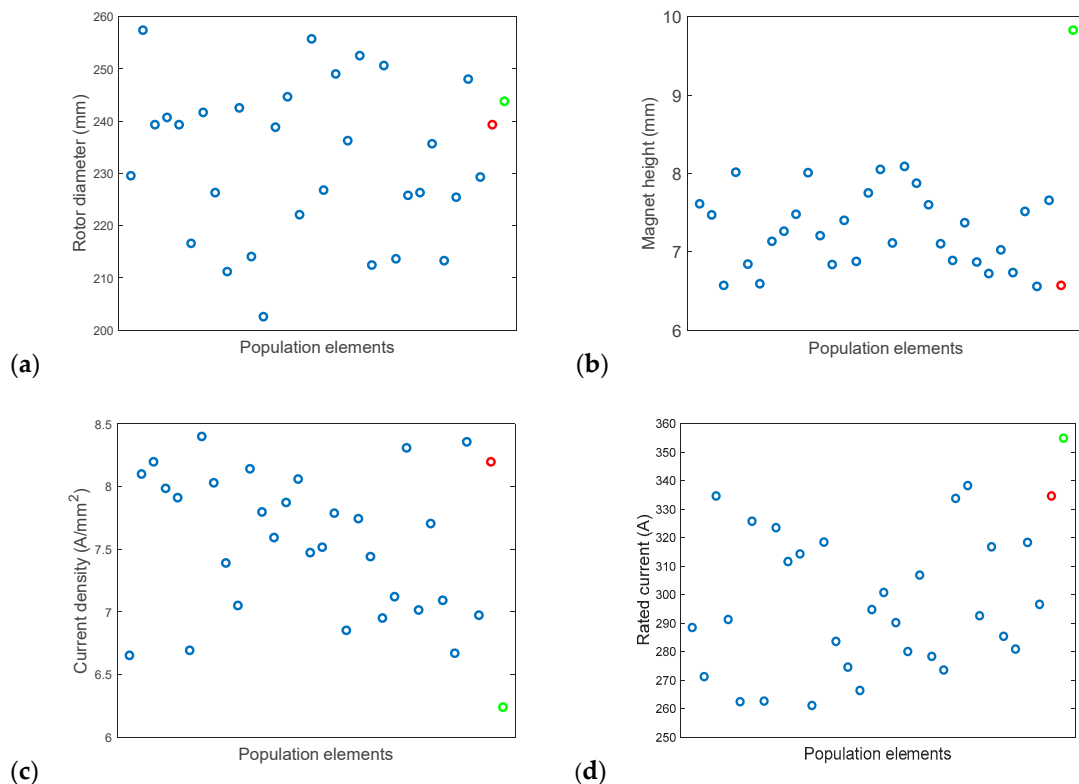 260
250
240
230
220
210
200
Rotor diameter (mm)
Population elements
(a)
10
9
8
7
6
Magnet height (mm)
Population elements
(b)
8.5
8
7.5
7
6.5
6
Current density (A/mm²)
Population elements
(c)
360
350
340
330
320
310
300
290
280
270
260
250
Rated current (A)
Population elements
(d)